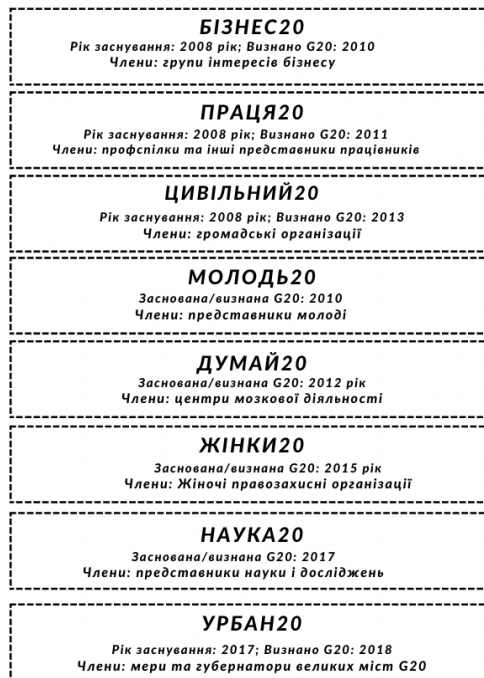 БІЗНЕС20
Рік заснування: 2008 рік; Визнано G20: 2010
Члени: групи інтересів бізнесу
ПРАЦЯ20
Рік заснування: 2008 рік; Визнано G20: 2011
Члени: профспілки та інші представники працівників
ЦИВІЛЬНИЙ20
Рік заснування: 2008 рік; Визнано G20: 2013
Члени: громадські організації
МОЛОДЬ20
Заснована/визнана G20: 2010
Члени: представники молоді
ДУМАЙ20
Заснована/визнана G20: 2012 рік
Члени: центри мозкової діяльності
ЖІНКИ20
Заснована/визнана G20: 2015 рік
Члени: Жіночі правозахисні організації
НАУКА20
Заснована/визнана G20: 2017
Члени: представники науки і досліджень
УРБАН20
Рік заснування: 2017; Визнано G20: 2018
Члени: мери та губернатори великих міст G20